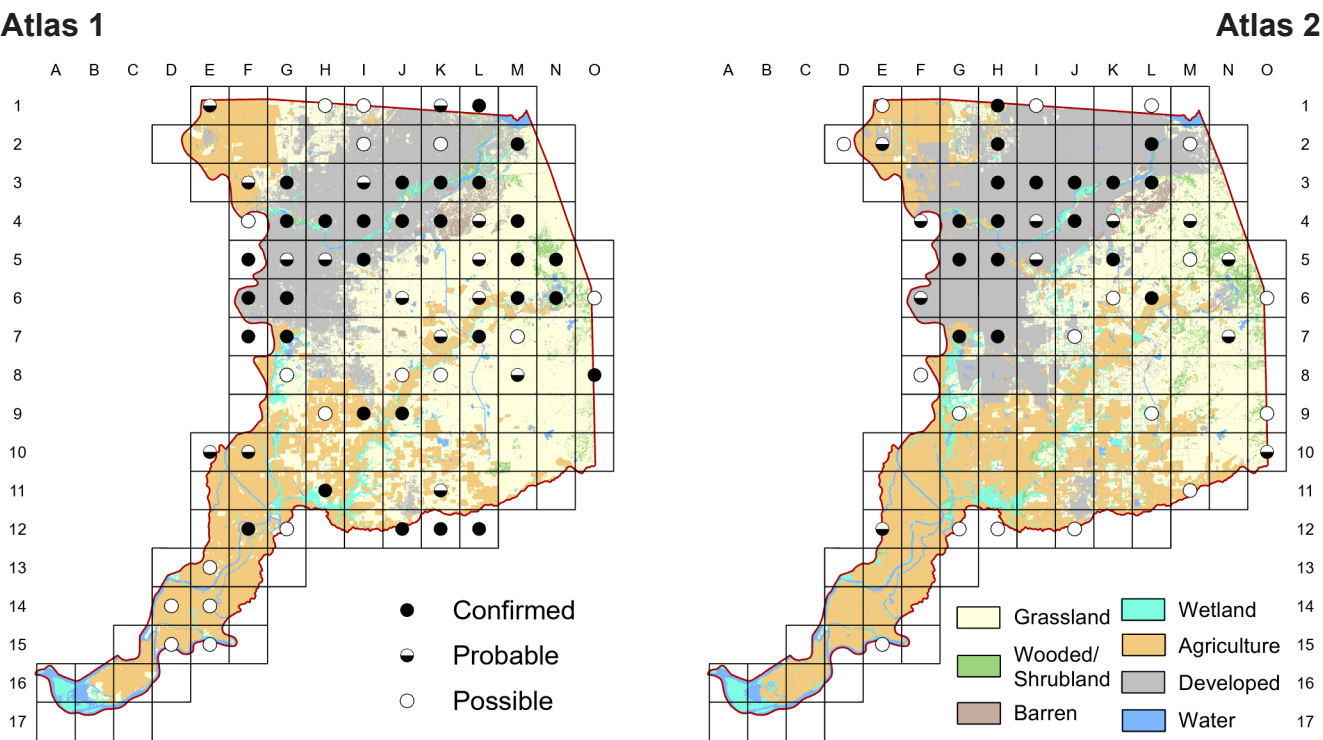 Atlas 1
Atlas 2
A B C D E F G H I J K L M N O
A B C D E F G H I J K L M N O
1
2
3
4
5
6
7
8
9
10
11
12
13
14
15
16
17
1
2
3
4
5
6
7
8
9
10
11
12
13
14
15
16
17
Confirmed
Probable
Possible
Grassland
Wooded/
Shrubland
Barren
Wetland
Agriculture
Developed
Water